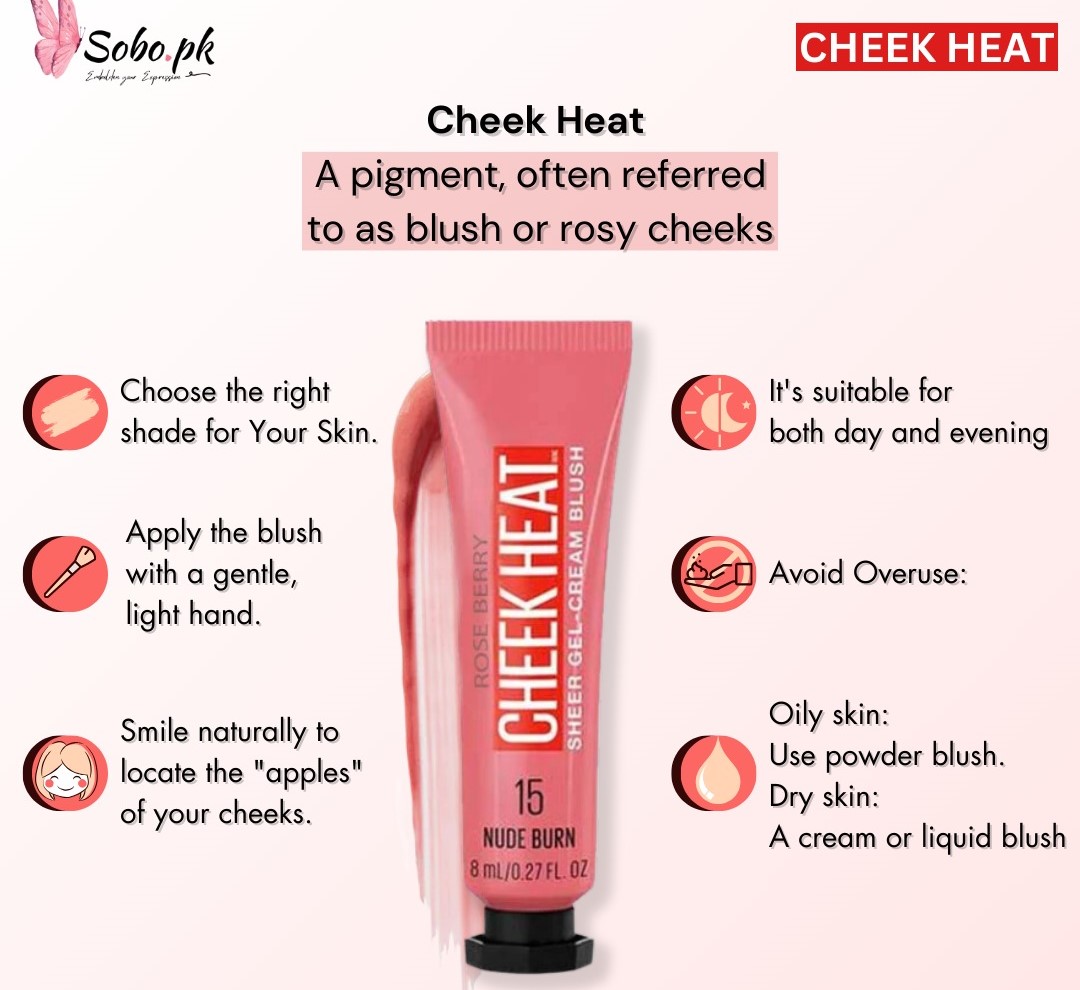 Sobo.pk
Embolden your Expression
CHEEK HEAT
Cheek Heat
A pigment, often referred
to as blush or rosy cheeks
Choose the right
shade for Your Skin.
Apply the blush
with a gentle,
light hand.
Smile naturally to
locate the "apples"
of your cheeks.
ROSE BERRY
CHEEK HEAT
SHEER GEL-CREAM BLUSH
15
NUDE BURN
8 mL/0.27 FL. OZ
It's suitable for
both day and evening
Avoid Overuse:
Oily skin:
Use powder blush.
Dry skin:
A cream or liquid blush